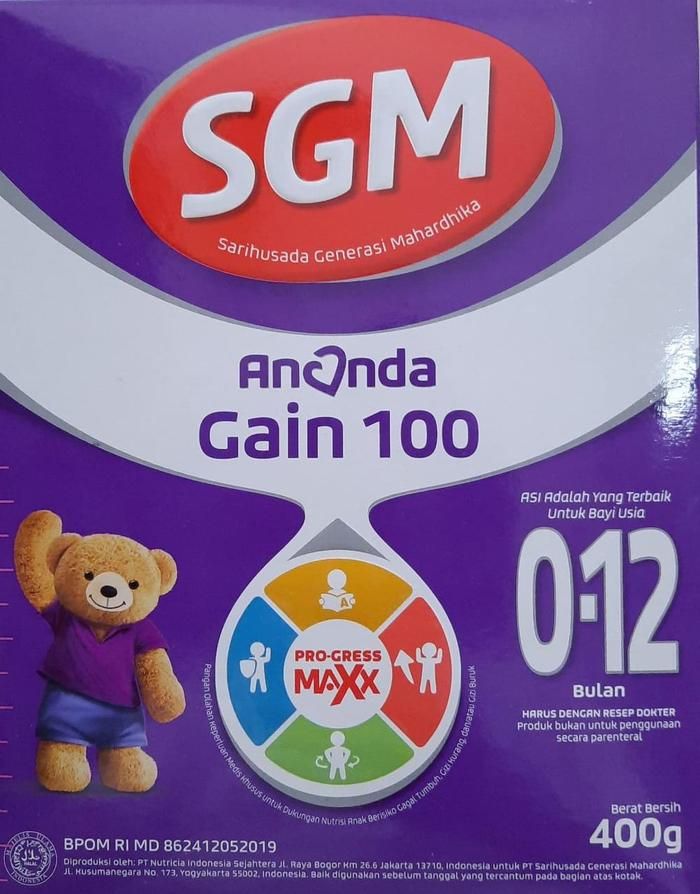 SGM
Sarihusada Generasi Mahardhika
Ananda
Gain 100
ASI Adalah Yang Terbaik
Untuk Bayi Usia
0-12
Bulan
HARUS DENGAN RESEP DOKTER
Produk bukan untuk penggunaan
secara parenteral
A
PRO-GRESS
MAXX
Pangan Olahan Keperluan Medis Khusus untuk Dukungan Nutrisi Anak Berisiko Gagal Tumbuh, Gizi Kurang, dan/atau Gizi Buruk
Berat Bersih
400g
HALAL
INDONESIA
BPOM RI MD 862412052019
Diproduksi oleh: PT Nutricia Indonesia Sejahtera Jl. Raya Bogor Km 26.6 Jakarta 13710, Indonesia untuk PT Sarihusada Generasi Mahardhika
Jl. Kusumanegara No. 173, Yogyakarta 55002, Indonesia. Baik digunakan sebelum tanggal yang tercantum pada bagian atas kotak.